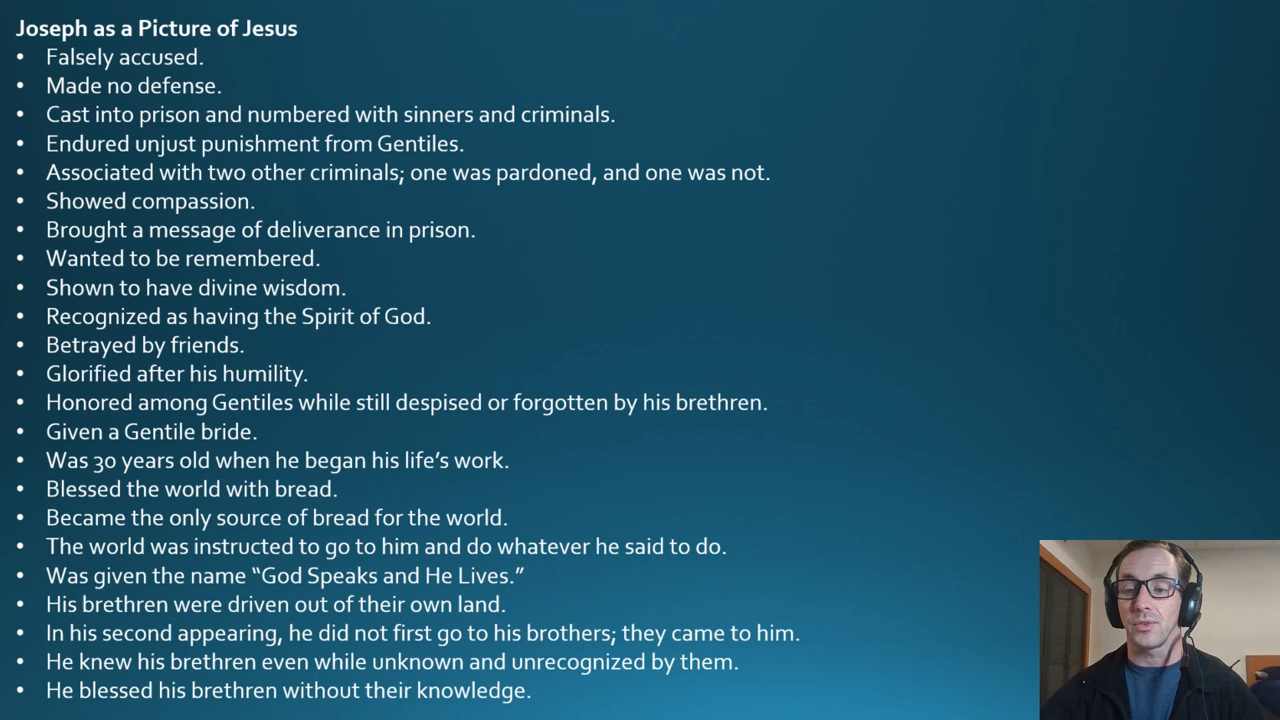 Joseph as a Picture of Jesus
• Falsely accused.
• Made no defense.
• Cast into prison and numbered with sinners and criminals.
• Endured unjust punishment from Gentiles.
• Associated with two other criminals; one was pardoned, and one was not.
• Showed compassion.
• Brought a message of deliverance in prison.
• Wanted to be remembered.
• Shown to have divine wisdom.
• Recognized as having the Spirit of God.
• Betrayed by friends.
• Glorified after his humility.
• Honored among Gentiles while still despised or forgotten by his brethren.
• Given a Gentile bride.
• Was 30 years old when he began his life’s work.
• Blessed the world with bread.
• Became the only source of bread for the world.
• The world was instructed to go to him and do whatever he said to do.
• Was given the name “God Speaks and He Lives.”
• His brethren were driven out of their own land.
• In his second appearing, he did not first go to his brothers; they came to him.
• He knew his brethren even while unknown and unrecognized by them.
• He blessed his brethren without their knowledge.